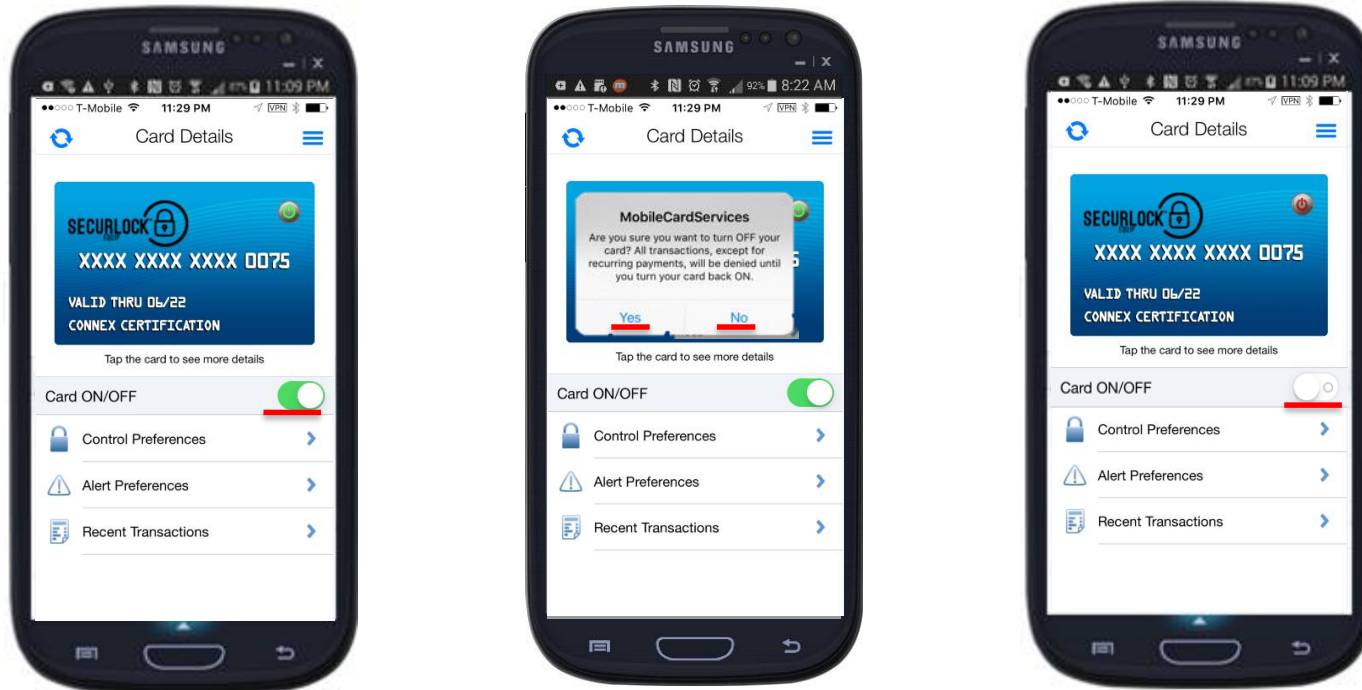 SAMSUNG
11:09 PM
T-Mobile 11:29 PM VPN
Card Details
SECURLOCK
EQUIP
XXXX XXXX XXXX 0075
VALID THRU 06/22
CONNEX CERTIFICATION
Tap the card to see more details
Card ON/OFF
Control Preferences
Alert Preferences
Recent Transactions
SAMSUNG
92% 8:22 AM
T-Mobile 11:29 PM VPN
Card Details
MobileCardServices
Are you sure you want to turn OFF your
card? All transactions, except for
recurring payments, will be denied until
you turn your card back ON.
Yes No
Tap the card to see more details
Card ON/OFF
Control Preferences
Alert Preferences
Recent Transactions
SAMSUNG
11:09 PM
T-Mobile 11:29 PM VPN
Card Details
SECURLOCK
EQUIP
XXXX XXXX XXXX 0075
VALID THRU 06/22
CONNEX CERTIFICATION
Tap the card to see more details
Card ON/OFF
Control Preferences
Alert Preferences
Recent Transactions